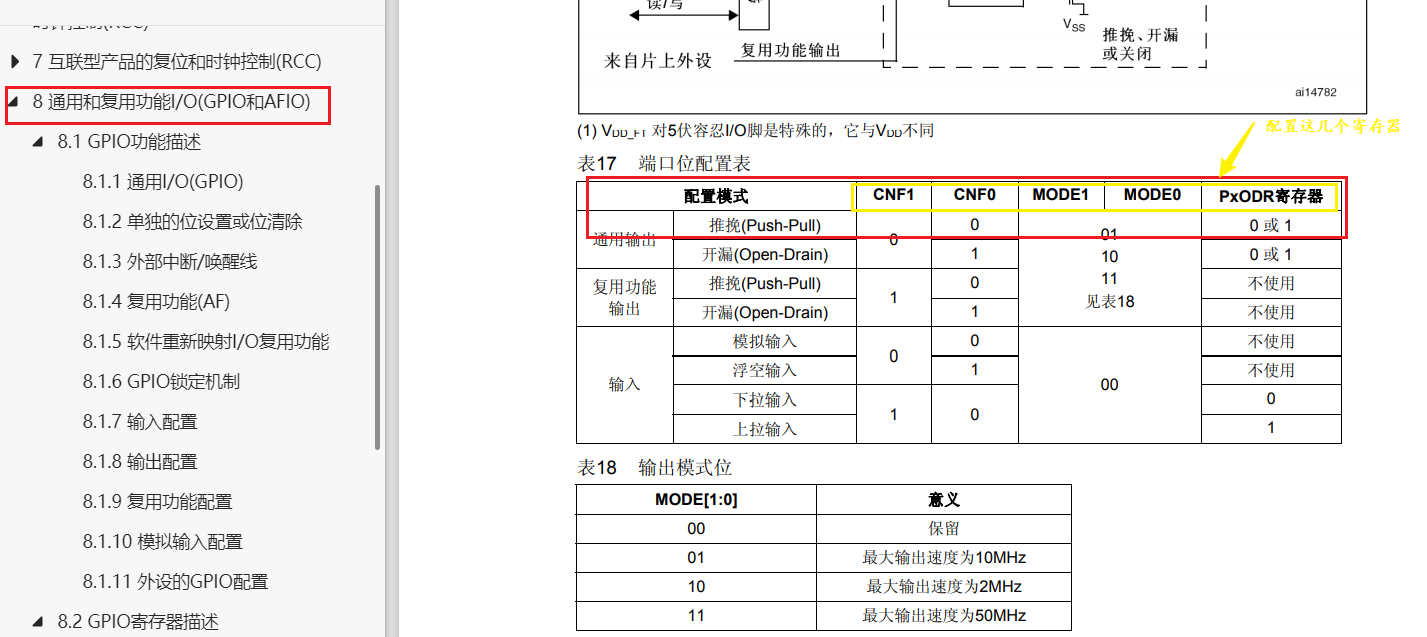 7 互联型产品的复位和时钟控制(RCC)
8 通用和复用功能I/O(GPIO和AFIO)
8.1 GPIO功能描述
8.1.1 通用I/O(GPIO)
8.1.2 单独的位设置或位清除
8.1.3 外部中断/唤醒线
8.1.4 复用功能(AF)
8.1.5 软件重新映射I/O复用功能
8.1.6 GPIO锁定机制
8.1.7 输入配置
8.1.8 输出配置
8.1.9 复用功能配置
8.1.10 模拟输入配置
8.1.11 外设的GPIO配置
8.2 GPIO寄存器描述
读/写
来自片上外设
复用功能输出
VSS
推挽、开漏
或关闭
ai14782
(1) VDD_FT 对5伏容忍I/O脚是特殊的，它与VDD不同
配置这几个寄存器
表17 端口位配置表
配置模式 CNF1 CNF0 MODE1 MODE0 PxODR寄存器
通用输出 推挽(Push-Pull) 0 0 01 0 或 1
开漏(Open-Drain) 1 10 0 或 1
复用功能 推挽(Push-Pull) 1 0 11 不使用
输出 开漏(Open-Drain) 1 见表18 不使用
输入 模拟输入 0 0 00 不使用
浮空输入 1 不使用
下拉输入 1 0 0
上拉输入 1
表18 输出模式位
MODE[1:0] 意义
00 保留
01 最大输出速度为10MHz
10 最大输出速度为2MHz
11 最大输出速度为50MHz